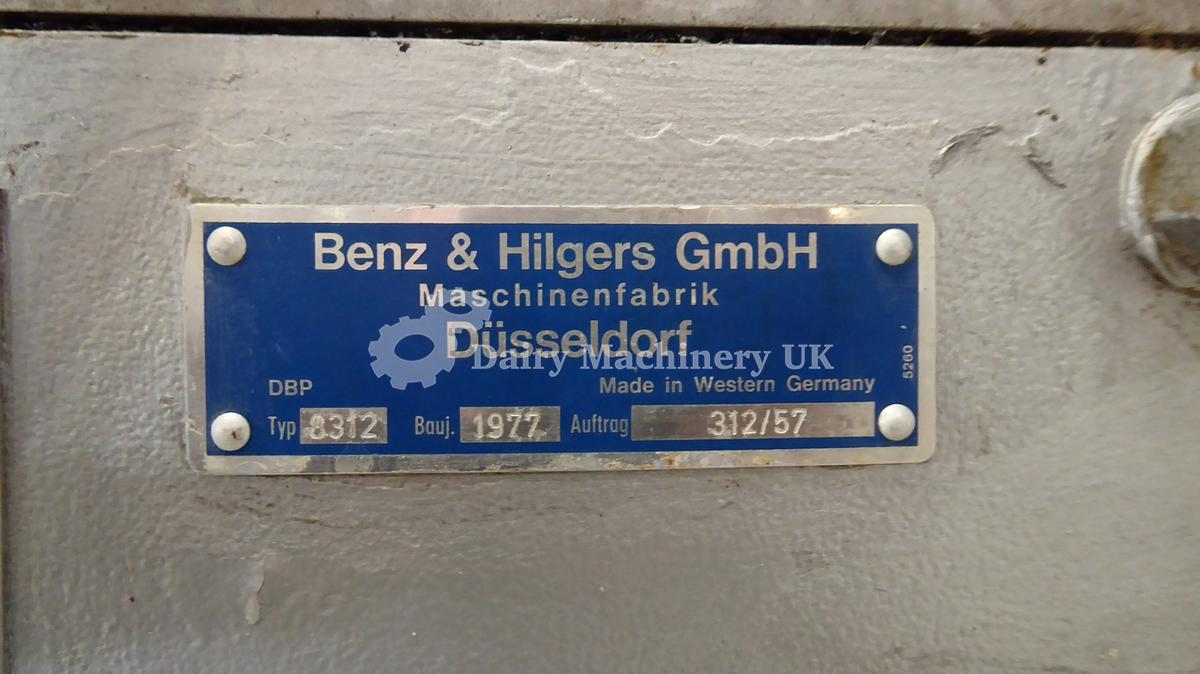 Benz & Hilgers GmbH
Maschinenfabrik
Düsseldorf
Dairy Machinery UK
DBP Made in Western Germany
Typ 8312 Bauj. 1977 Auftrag 312/57
5260